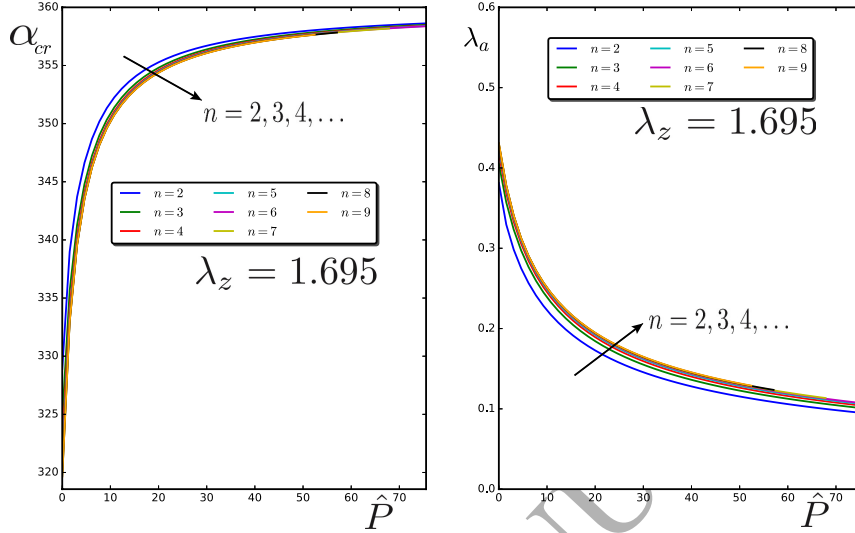 α_cr
360
355
350
345
340
335
330
325
320
n = 2, 3, 4, . . .
n = 2 n = 5 n = 8
n = 3 n = 6 n = 9
n = 4 n = 7
λ_z = 1.695
0 10 20 30 40 50 60 70
P̂
λ_a
0.6
0.5
0.4
0.3
0.2
0.1
0.0
n = 2 n = 5 n = 8
n = 3 n = 6 n = 9
n = 4 n = 7
λ_z = 1.695
n = 2, 3, 4, . . .
0 10 20 30 40 50 60 70
P̂